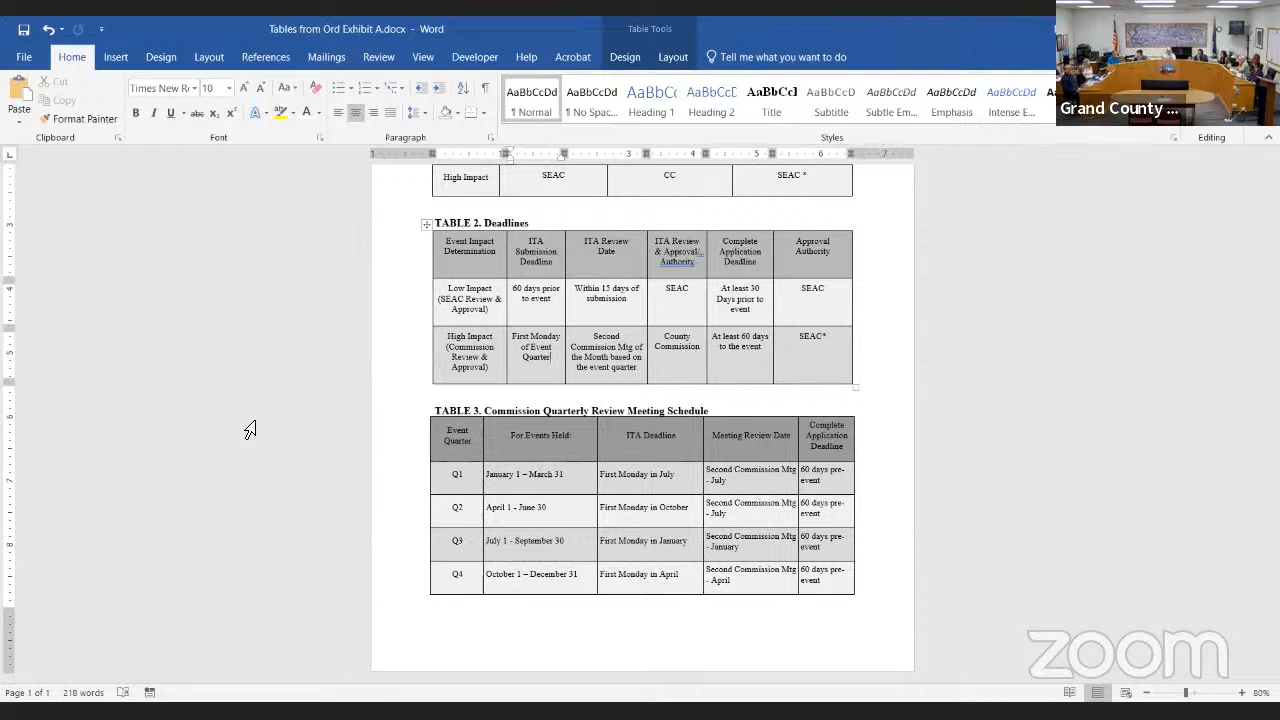 Tables from Ord Exhibit A.docx - Word
Table Tools
File Home Insert Design Layout References Mailings Review View Developer Help Acrobat Design Layout Tell me what you want to do
Paste
Cut
Copy
Format Painter
Times New R 10
AaBbCcDd AaBbCcDd AaBbCc AaBbCcD AaBbCcI AaBbCcD AaBbCcDd AaBbCcDd AaBbCcDd
¶ Normal ¶ No Spac... Heading 1 Heading Title Subtitle Subtle Em... Emphasis Intense E...
Clipboard Font Paragraph Styles Editing
Grand County ...
High Impact SEAC CC SEAC *
TABLE 2. Deadlines
Event Impact Determination ITA Submission Deadline ITA Review Date ITA Review & Approval/ Authority Complete Application Deadline Approval Authority
Low Impact (SEAC Review & Approval) 60 days prior to event Within 15 days of submission SEAC At least 30 Days prior to event SEAC
High Impact (Commission Review & Approval) First Monday of Event Quarter Second Commission Mtg of the Month based on the event quarter County Commission At least 60 days to the event SEAC*
TABLE 3. Commission Quarterly Review Meeting Schedule
Event Quarter For Events Held: ITA Deadline Meeting Review Date Complete Application Deadline
Q1 January 1 – March 31 First Monday in July Second Commission Mtg - July 60 days pre-event
Q2 April 1 - June 30 First Monday in October Second Commission Mtg - July 60 days pre-event
Q3 July 1 - September 30 First Monday in January Second Commission Mtg - January 60 days pre-event
Q4 October 1 – December 31 First Monday in April Second Commission Mtg - April 60 days pre-event
zoom
Page 1 of 1 218 words 80%